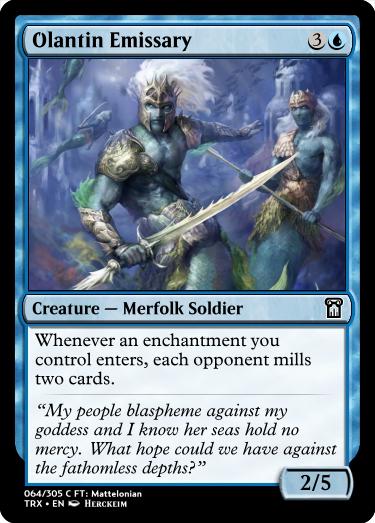 Olantin Emissary 3
Creature — Merfolk Soldier
Whenever an enchantment you
control enters, each opponent mills
two cards.
“My people blaspheme against my
goddess and I know her seas hold no
mercy. What hope could we have against
the fathomless depths?”
2/5
064/305 C FT: Mattelonian
TRX • EN Herckeim